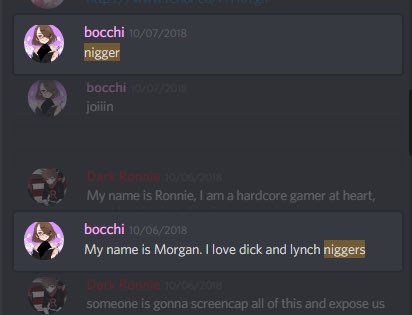 bocchi 10/07/2018
nigger
bocchi 10/07/2018
joiiin
Dark Ronnie 10/06/2018
My name is Ronnie, I am a hardcore gamer at heart,
bocchi 10/06/2018
My name is Morgan. I love dick and lynch niggers
Dark Ronnie 10/06/2018
someone is gonna screencap all of this and expose us